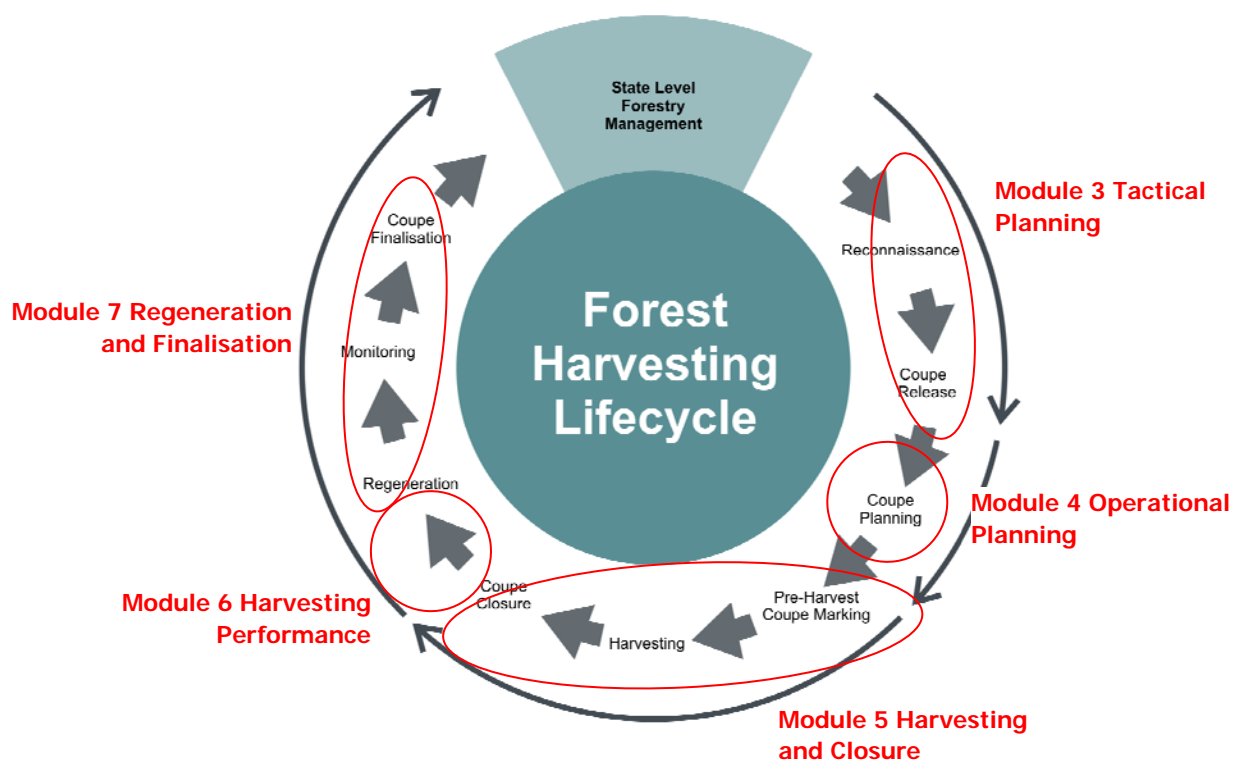 State Level
Forestry
Management
Forest
Harvesting
Lifecycle
Module 3 Tactical
Planning
Reconnaissance
Coupe
Release
Module 4 Operational
Planning
Coupe
Planning
Pre-Harvest
Coupe Marking
Harvesting
Coupe
Closure
Module 5 Harvesting
and Closure
Module 6 Harvesting
Performance
Regeneration
Monitoring
Coupe
Finalisation
Module 7 Regeneration
and Finalisation